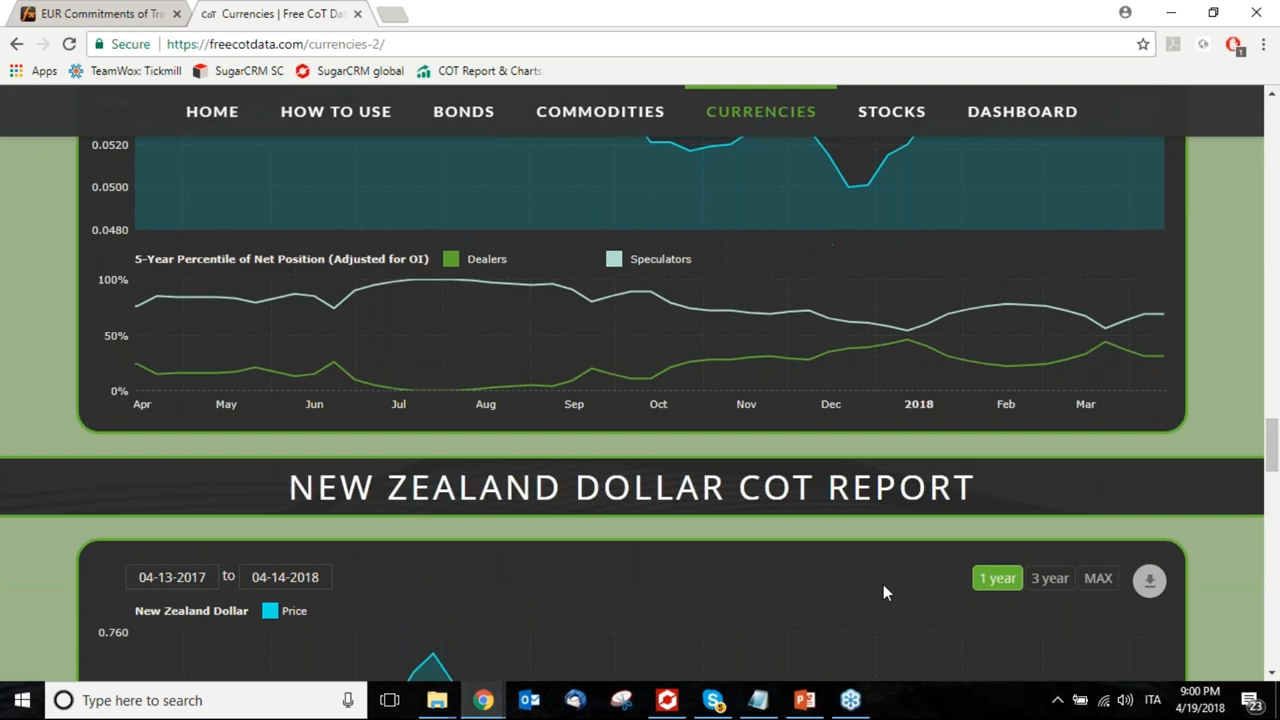 EUR Commitments of Tra
CoT Currencies | Free CoT Dat
Secure
https://freecotdata.com/currencies-2/
Apps TeamWox: Tickmill SugarCRM SC SugarCRM global COT Report & Charts
1
HOME HOW TO USE BONDS COMMODITIES CURRENCIES STOCKS DASHBOARD
0.0520
0.0500
0.0480
5-Year Percentile of Net Position (Adjusted for OI) Dealers Speculators
100%
50%
0%
Apr May Jun Jul Aug Sep Oct Nov Dec 2018 Feb Mar
NEW ZEALAND DOLLAR COT REPORT
04-13-2017 to 04-14-2018 1 year 3 year MAX
New Zealand Dollar Price
0.760
Type here to search
5
ITA
9:00 PM
4/19/2018
23